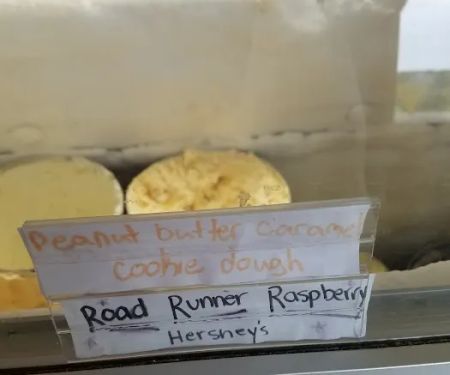 Peanut butter Caramel
cookie dough
Road Runner Raspberry
Hershey's